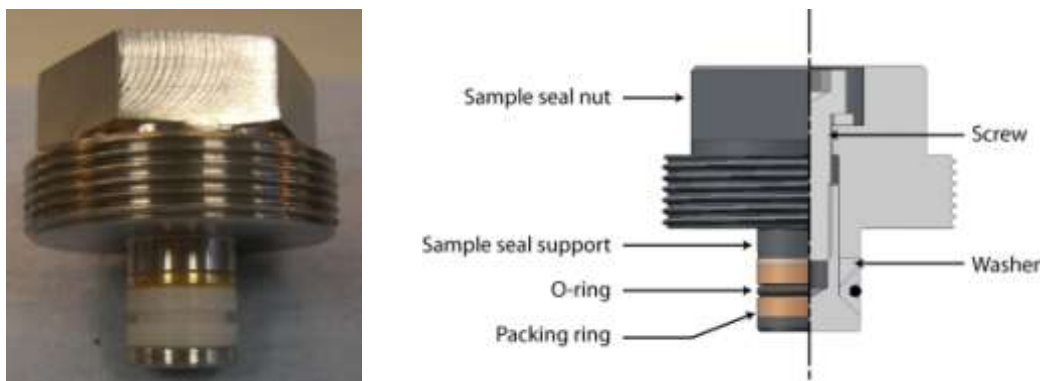 Sample seal nut
Screw
Sample seal support
Washer
O-ring
Packing ring